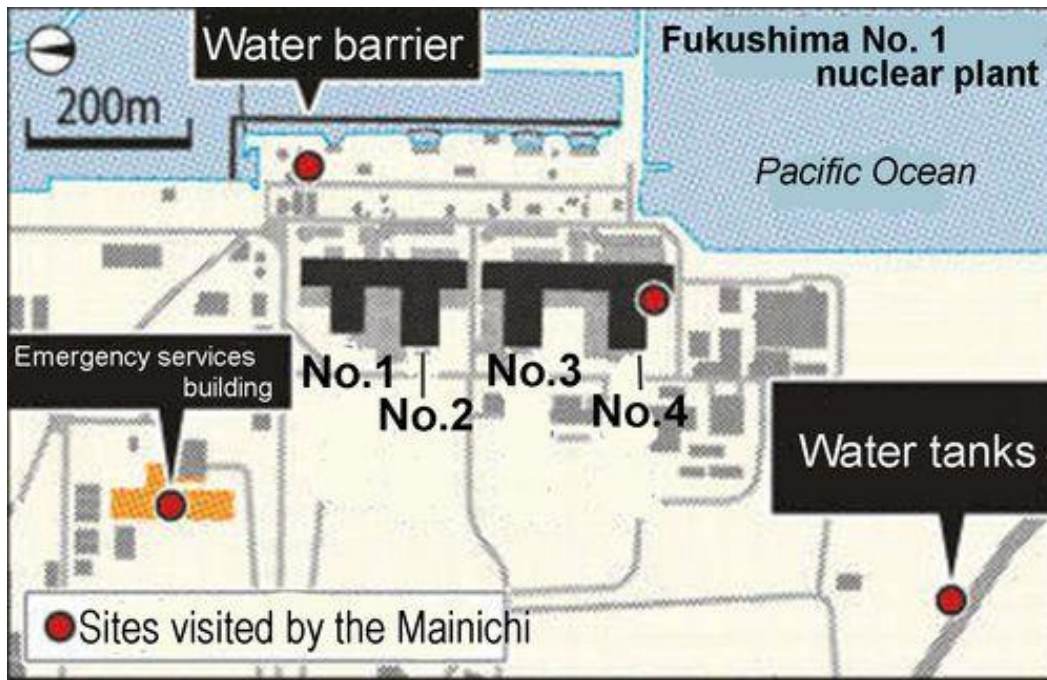 Water barrier
Fukushima No. 1
nuclear plant
200m
Pacific Ocean
Emergency services
building
No.1
No.2
No.3
No.4
Water tanks
Sites visited by the Mainichi